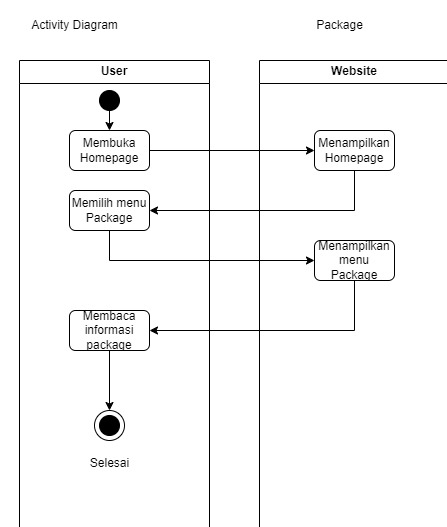 Activity Diagram
Package
User
Website
Membuka
Homepage
Menampilkan
Homepage
Memilih menu
Package
Menampilkan
menu
Package
Membaca
informasi
package
Selesai